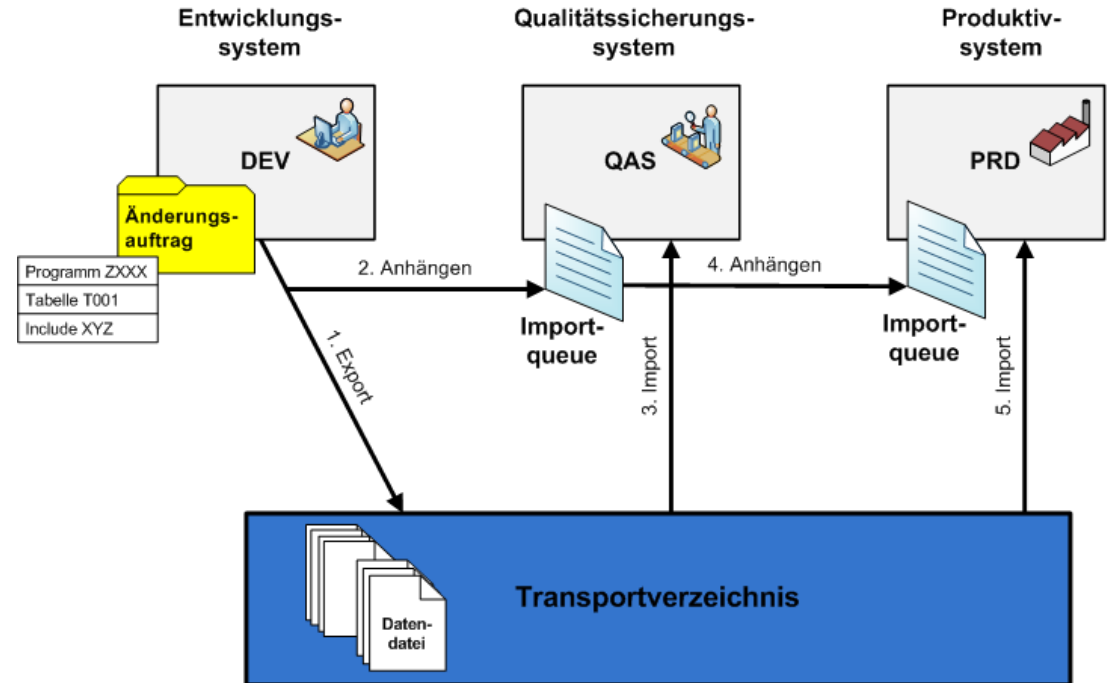 Entwicklungs-
system
Qualitätssicherungs-
system
Produktiv-
system
DEV
QAS
PRD
Änderungs-
auftrag
Programm ZXXX
Tabelle T001
Include XYZ
2. Anhängen
4. Anhängen
Import-
queue
Import-
queue
1. Export
3. Import
5. Import
Transportverzeichnis
Daten-
datei